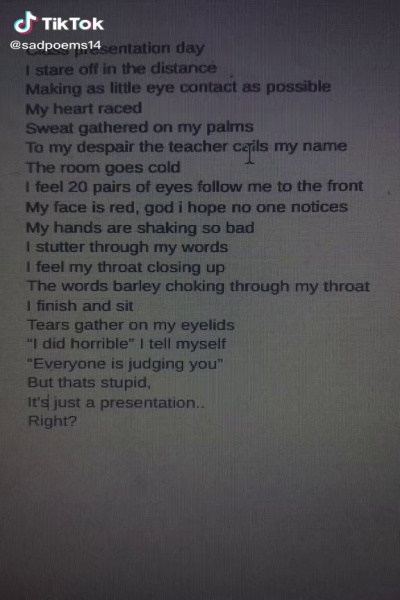 TikTok
@sadpoems14
Class presentation day
I stare off in the distance
Making as little eye contact as possible
My heart raced
Sweat gathered on my palms
To my despair the teacher calls my name
The room goes cold
I feel 20 pairs of eyes follow me to the front
My face is red, god i hope no one notices
My hands are shaking so bad
I stutter through my words
I feel my throat closing up
The words barley choking through my throat
I finish and sit
Tears gather on my eyelids
“I did horrible” I tell myself
“Everyone is judging you”
But thats stupid,
It's just a presentation..
Right?